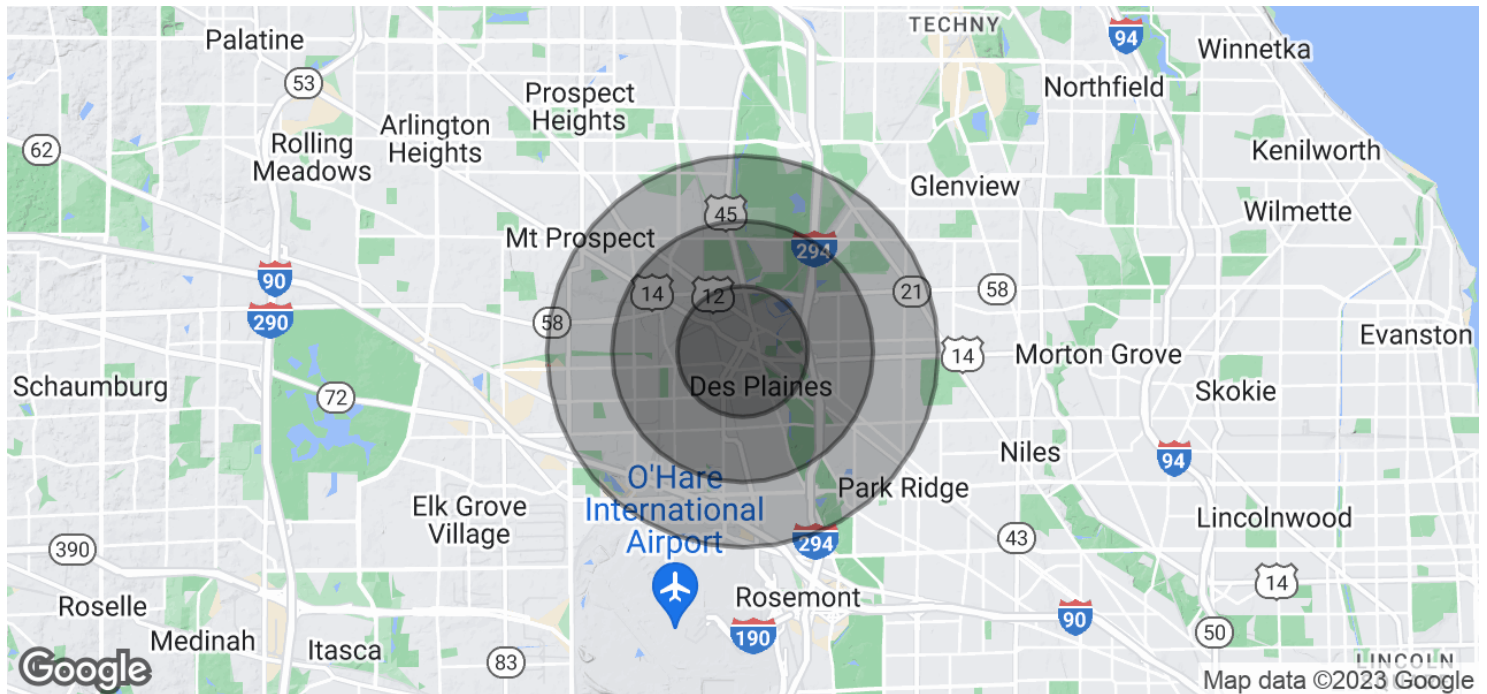 TECHNY
Palatine
94
Winnetka
53
Northfield
Prospect
Heights
Arlington
Heights
62
Rolling
Meadows
Kenilworth
Glenview
45
Wilmette
Mt Prospect
294
90
14
12
21
58
290
58
Evanston
14
Morton Grove
Schaumburg
Des Plaines
Skokie
72
Niles
94
O'Hare
International
Airport
Park Ridge
Elk Grove
Village
Lincolnwood
294
43
390
14
Roselle
Rosemont
90
Medinah
190
50
Itasca
83
LINCOLN
Google
Map data ©2023 Google